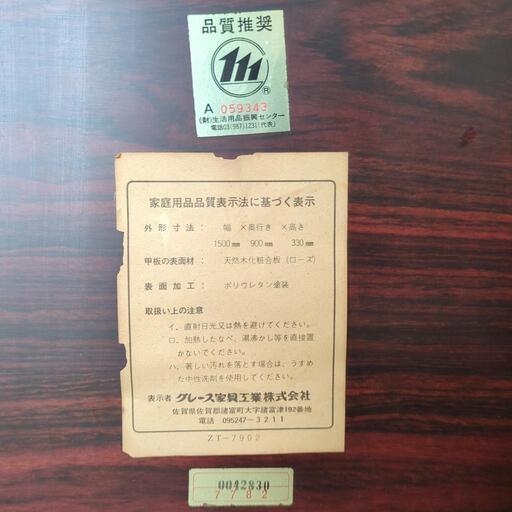 品質推奨
®
A 059343
(財)生活用品振興センター
電話03(987)1231(代表)
家庭用品品質表示法に基づく表示
外形寸法： 幅 ×奥行き ×高さ
1500㎜ 900㎜ 330㎜
甲板の表面材： 天然木化粧合板 (ローズ)
表面加工： ポリウレタン塗装
取扱い上の注意
イ. 直射日光又は熱を避けてください。
ロ. 加熱したなべ、湯沸かし等を直接置
かないでください。
ハ. 著しい汚れを落とす場合は、うすめ
た中性洗剤を使用してください。
表示者 グレース家具工業株式会社
佐賀県佐賀郡諸富町大字諸富津192番地
電話 095247－3211
ZT-7902
0042830
7782